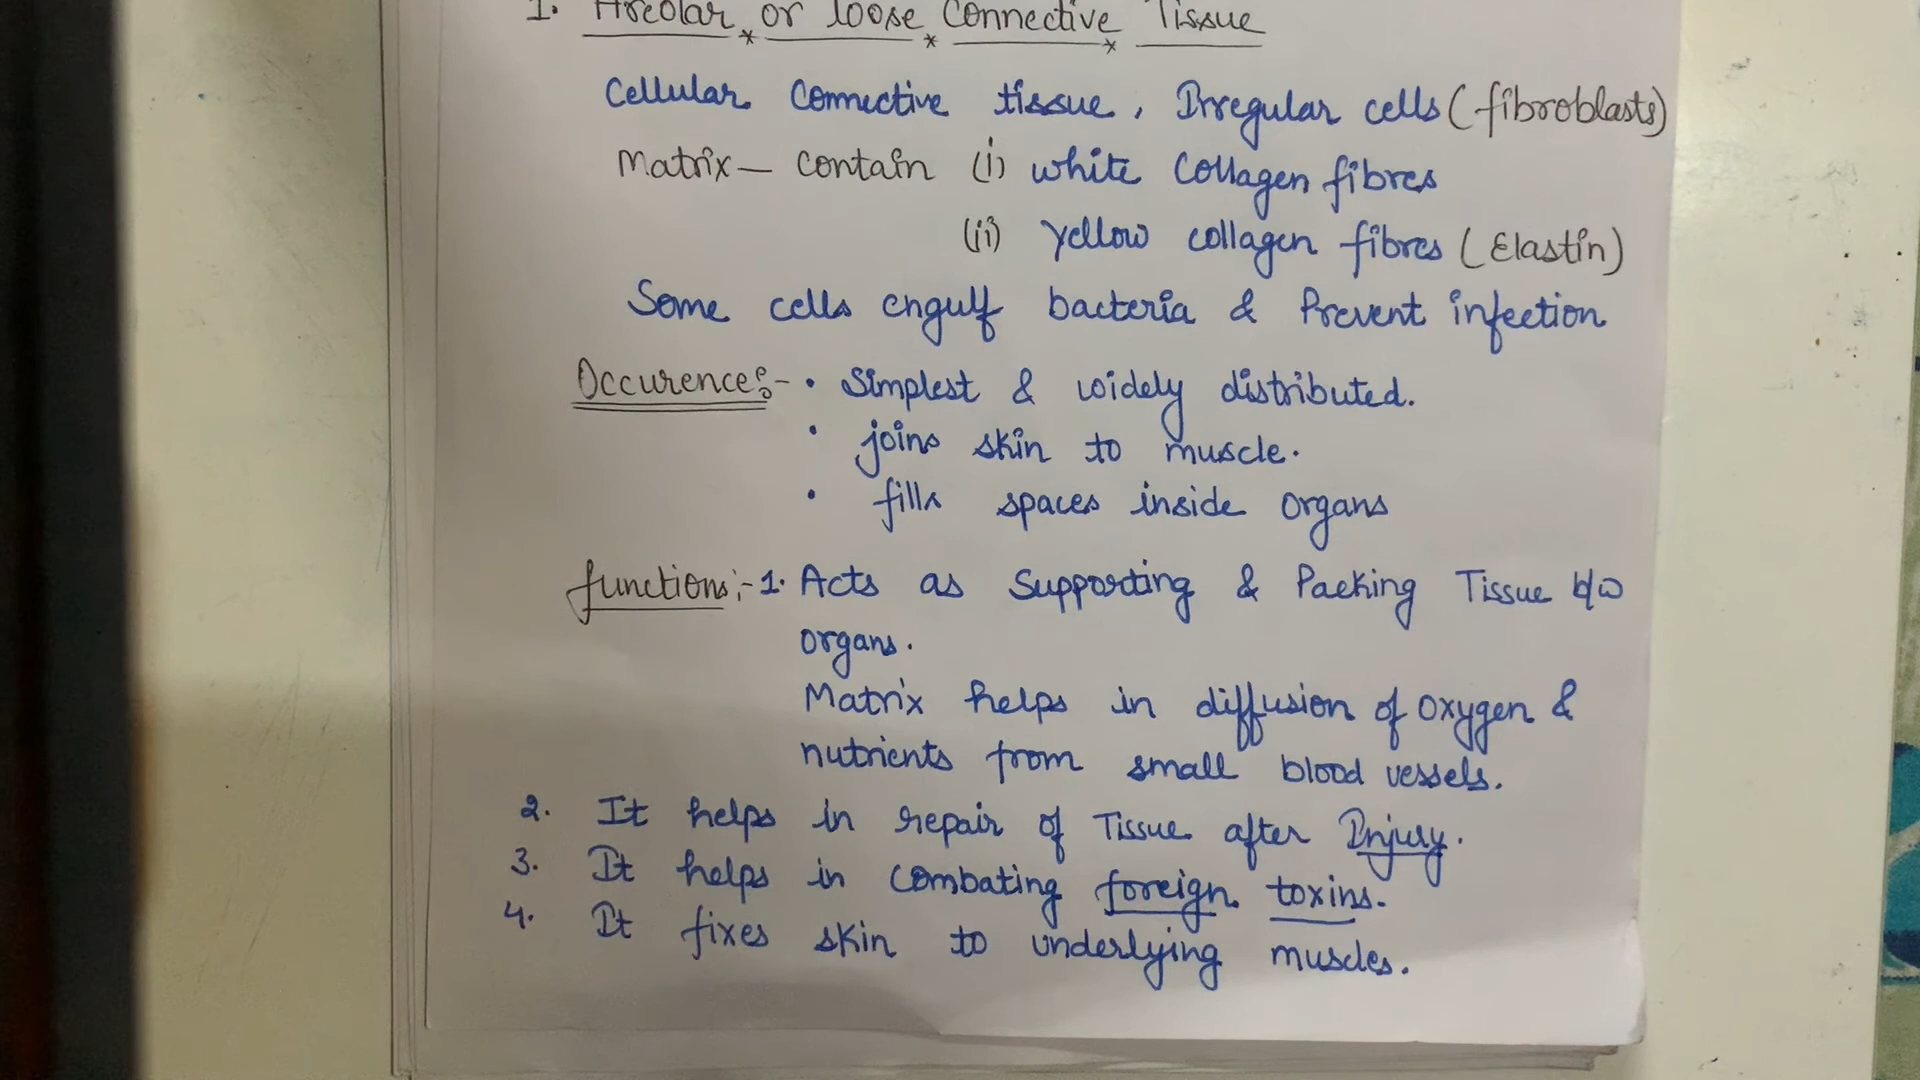 1. Areolar or loose Connective Tissue
Cellular Connective tissue, Irregular cells (fibroblasts)
Matrix — Contain (i) white Collagen fibres
(ii) Yellow collagen fibres (Elastin)
Some cells engulf bacteria & Prevent infection
Occurence:- • Simplest & widely distributed.
• joins skin to muscle.
• fills spaces inside organs
functions:- 1. Acts as Supporting & Packing Tissue b/w
organs.
Matrix helps in diffusion of oxygen &
nutrients from small blood vessels.
2. It helps in repair of Tissue after Injury.
3. It helps in Combating foreign toxins.
4. It fixes skin to underlying muscles.